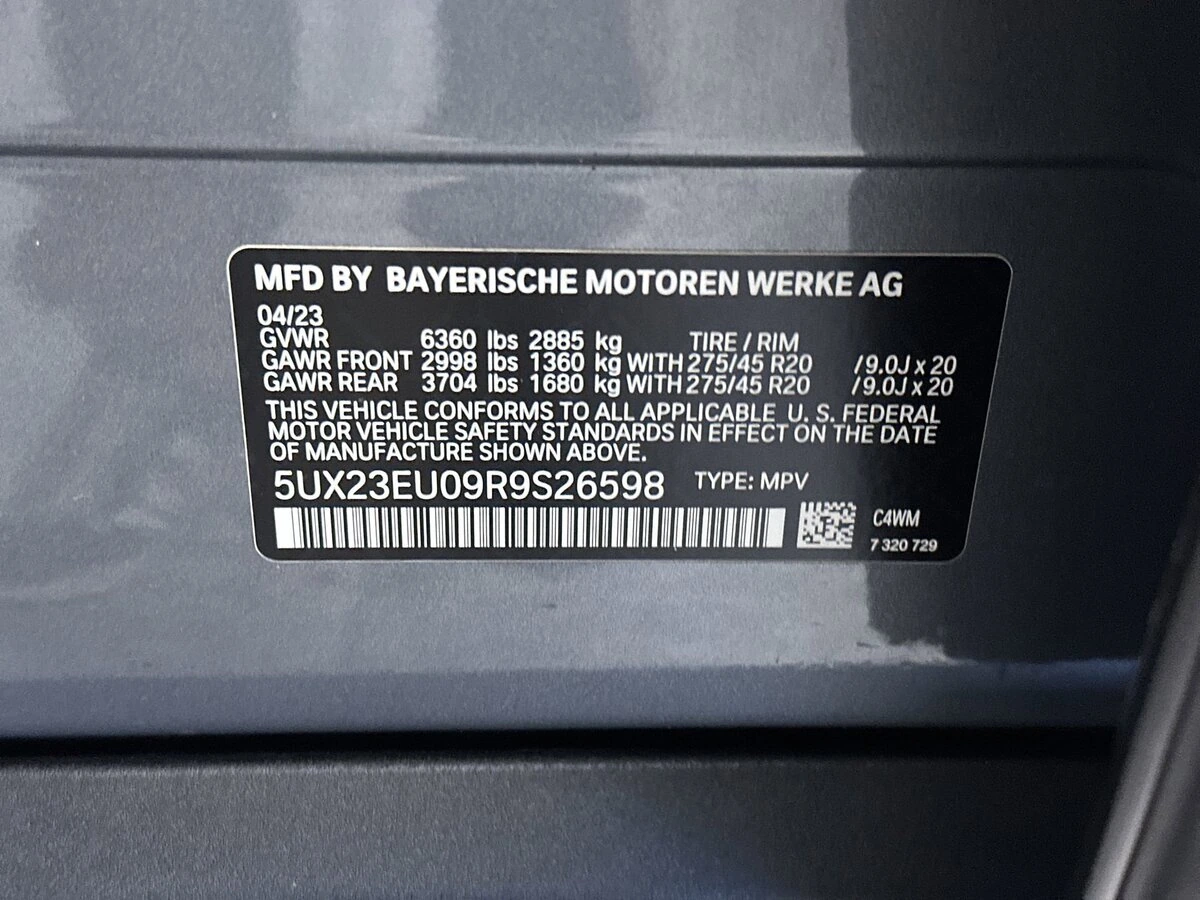 MFD BY BAYERISCHE MOTOREN WERKE AG
04/23
GVWR 6360 lbs 2885 kg TIRE / RIM
GAWR FRONT 2998 lbs 1360 kg WITH 275/45 R20 /9.0J x 20
GAWR REAR 3704 lbs 1680 kg WITH 275/45 R20 /9.0J x 20
THIS VEHICLE CONFORMS TO ALL APPLICABLE U. S. FEDERAL
MOTOR VEHICLE SAFETY STANDARDS IN EFFECT ON THE DATE
OF MANUFACTURE SHOWN ABOVE.
5UX23EU09R9S26598 TYPE: MPV
C4WM
7 320 729